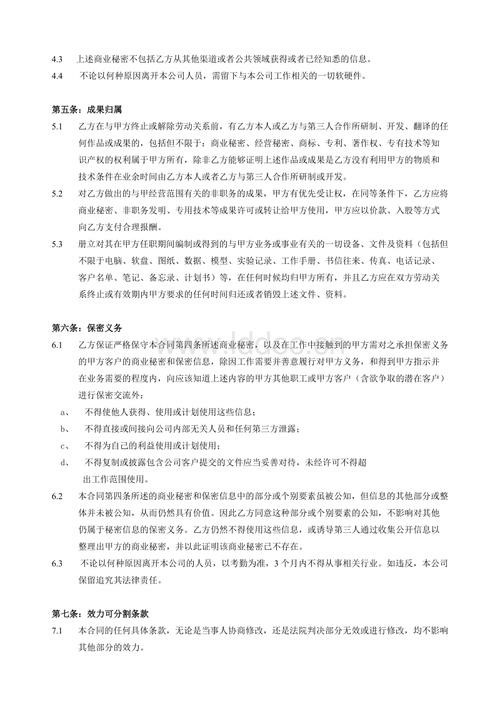 4.3 上述商业秘密不包括乙方从其他渠道或者公共领域获得或者已经知悉的信息。
4.4 不论以何种原因离开本公司人员，需留下与本公司工作相关的一切软硬件。
第五条：成果归属
5.1 乙方在与甲方终止或解除劳动关系前，有乙方本人或乙方与第三人合作所研制、开发、翻译的任
何作品或成果的，包括但不限于：商业秘密、经营秘密、商标、专利、著作权、专有技术等知
识产权的权利属于甲方所有，除非乙方能够证明上述作品或成果是乙方没有利用甲方的物质和
技术条件在业余时间由乙方本人或者乙方与第三人合作所研制或开发。
5.2 对乙方做出的与甲经营范围有关的非职务的成果，甲方有优先受让权，在同等条件下，乙方应将
商业秘密、非职务发明、专用技术等成果许可或转让给甲方使用，甲方应以价款、入股等方式
向乙方支付合理报酬。
5.3 册立对其在甲方任职期间编制或得到的与甲方业务或事业有关的一切设备、文件及资料（包括但
不限于电脑、软盘、图纸、数据、模型、实验记录、工作手册、书信往来、传真、电话记录、
客户名单、笔记、备忘录、计划书）等，在任何时候均归甲方所有，并且乙方应在双方劳动关
系终止或有效期内甲方要求的任何时间归还或者销毁上述文件、资料。
第六条：保密义务
6.1 乙方保证严格保守本合同第四条所述商业秘密，以及在工作中接触到的甲方需对之承担保密义务
的甲方客户的商业秘密和保密信息，除因工作需要并善意履行对甲方义务，和得到甲方指示并
在业务需要的程度内，向应该知道上述内容的甲方其他职工或甲方客户（含欲争取的潜在客户）
进行保密交流外：
a、 不得使他人获得、使用或计划使用这些信息；
b、 不得直接或间接向公司内部无关人员和任何第三方泄露；
c、 不得为自己的利益使用或计划使用；
d、 不得复制或披露包含公司客户提交的文件应当妥善对待，未经许可不得超
出工作范围使用。
6.2 本合同第四条所述的商业秘密和保密信息中的部分或个别要素虽被公知，但信息的其他部分或整
体并未被公知，从而仍然具有价值。因此乙方同意这种部分或个别要素的公知，不影响对其他
仍属于秘密信息的保密义务。乙方仍然不得使用这些信息，或诱导第三人通过收集公开信息以
整理出甲方的商业秘密，并以此证明该商业秘密已不存在。
6.3 不论以何种原因离开本公司的人员，以考勤为准，3 个月内不得从事相关行业。如违反，本公司
保留追究其法律责任。
第七条：效力可分割条款
7.1 本合同的任何具体条款，无论是当事人协商修改，还是法院判决部分无效或进行修改，均不影响
其他部分的效力。